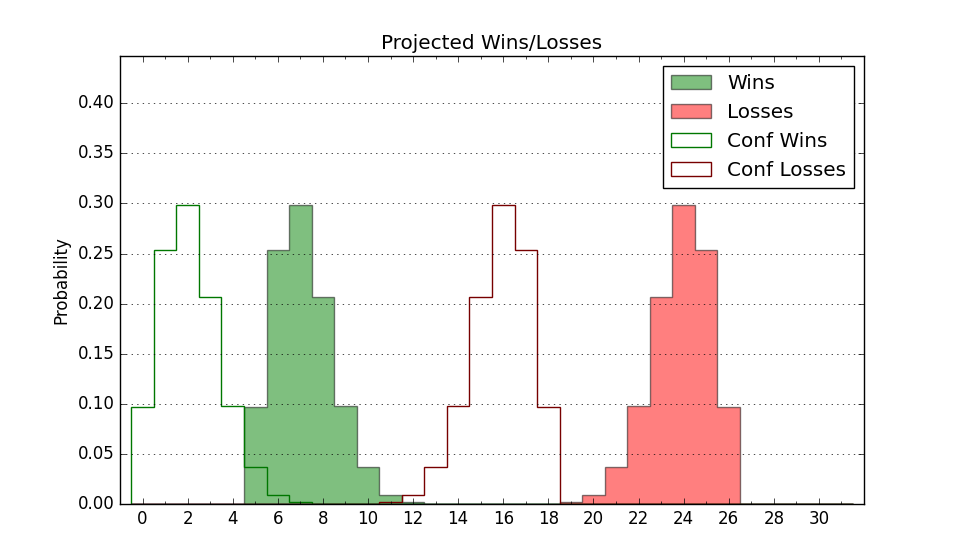 Projected Wins/Losses
Probability
0.40
0.35
0.30
0.25
0.20
0.15
0.10
0.05
0.00
0 2 4 6 8 10 12 14 16 18 20 22 24 26 28 30
Wins
Losses
Conf Wins
Conf Losses